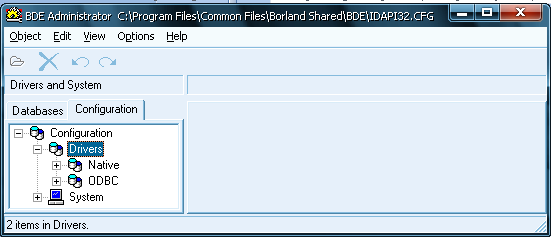 BDE Administrator  C:\Program Files\Common Files\Borland Shared\BDE\IDAPI32.CFG
Object Edit View Options Help
Drivers and System
Databases Configuration
Configuration
Drivers
Native
ODBC
System
2 items in Drivers.